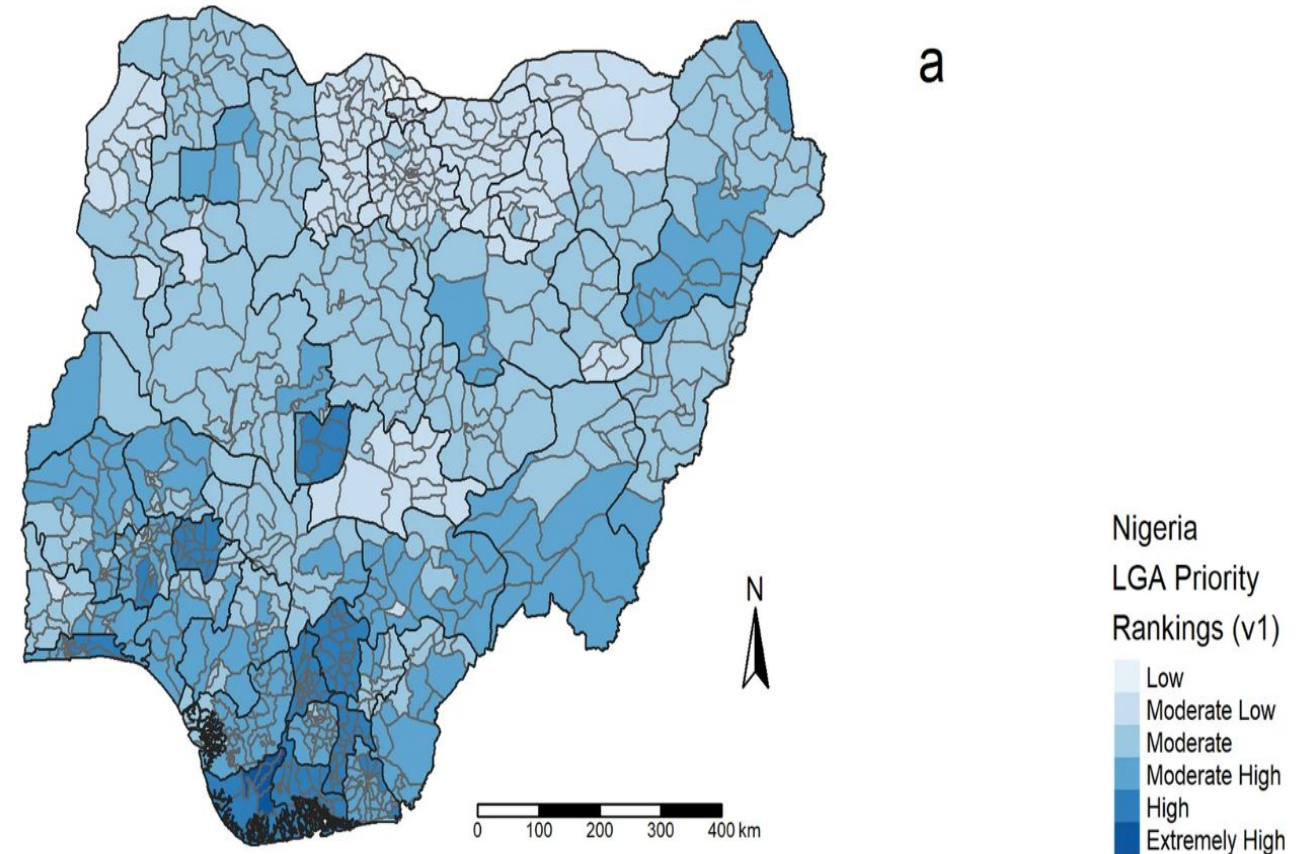 a
N
0 100 200 300 400 km
Nigeria
LGA Priority
Rankings (v1)
Low
Moderate Low
Moderate
Moderate High
High
Extremely High